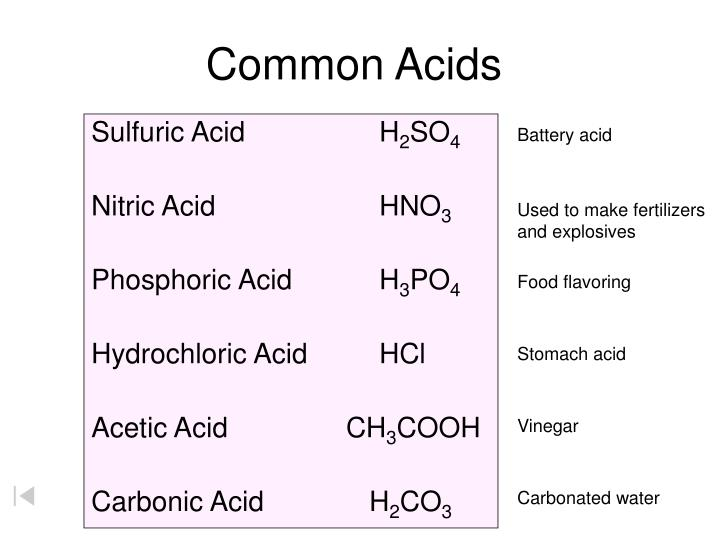 Common Acids
Sulfuric Acid H₂SO₄ Battery acid
Nitric Acid HNO₃ Used to make fertilizers
and explosives
Phosphoric Acid H₃PO₄ Food flavoring
Hydrochloric Acid HCl Stomach acid
Acetic Acid CH₃COOH Vinegar
Carbonic Acid H₂CO₃ Carbonated water